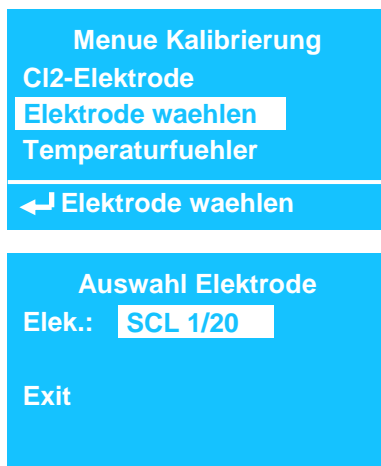 Menue Kalibrierung
Cl2-Elektrode
Elektrode waehlen
Temperaturfuehler
Elektrode waehlen
Auswahl Elektrode
Elek.: SCL 1/20
Exit